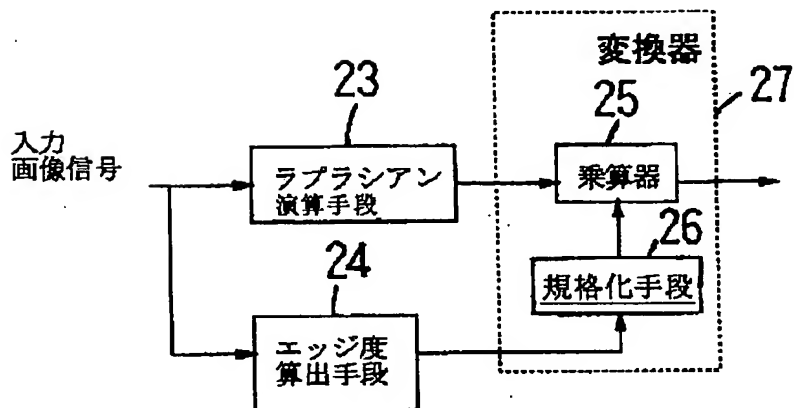 変換器
27
23
25
入力
画像信号
ラプラシアン
演算手段
乗算器
26
24
規格化手段
エッジ度
算出手段